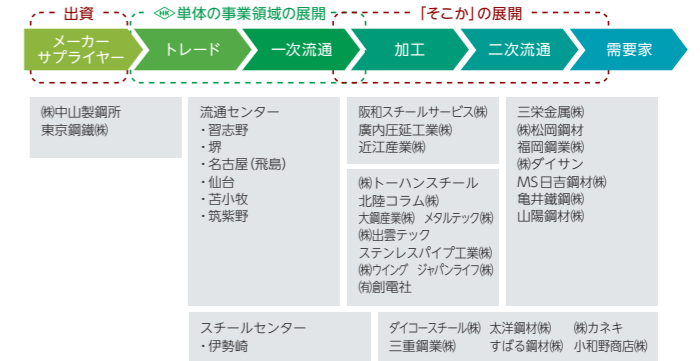 出資
HK単体の事業領域の展開
「そこか」の展開
メーカー
サプライヤー
トレード
一次流通
加工
二次流通
需要家
㈱中山製鋼所
東京鋼鐵㈱
流通センター
・習志野
・堺
・名古屋(飛島)
・仙台
・苫小牧
・筑紫野
阪和スチールサービス㈱
廣内圧延工業㈱
近江産業㈱
㈱トーハンスチール
北陸コラム㈱
大鋼産業㈱ メタルテック㈱
㈱出雲テック
ステンレスパイプ工業㈱
㈱ウイング ジャパンライフ㈱
㈲創電社
三栄金属㈱
㈱松岡鋼材
福岡鋼業㈱
㈱ダイサン
MS日吉鋼材㈱
亀井鐵鋼㈱
山陽鋼材㈱
スチールセンター
・伊勢崎
ダイコースチール㈱ 太洋鋼材㈱ ㈱カネキ
三重鋼業㈱ すばる鋼材㈱ 小和野商店㈱